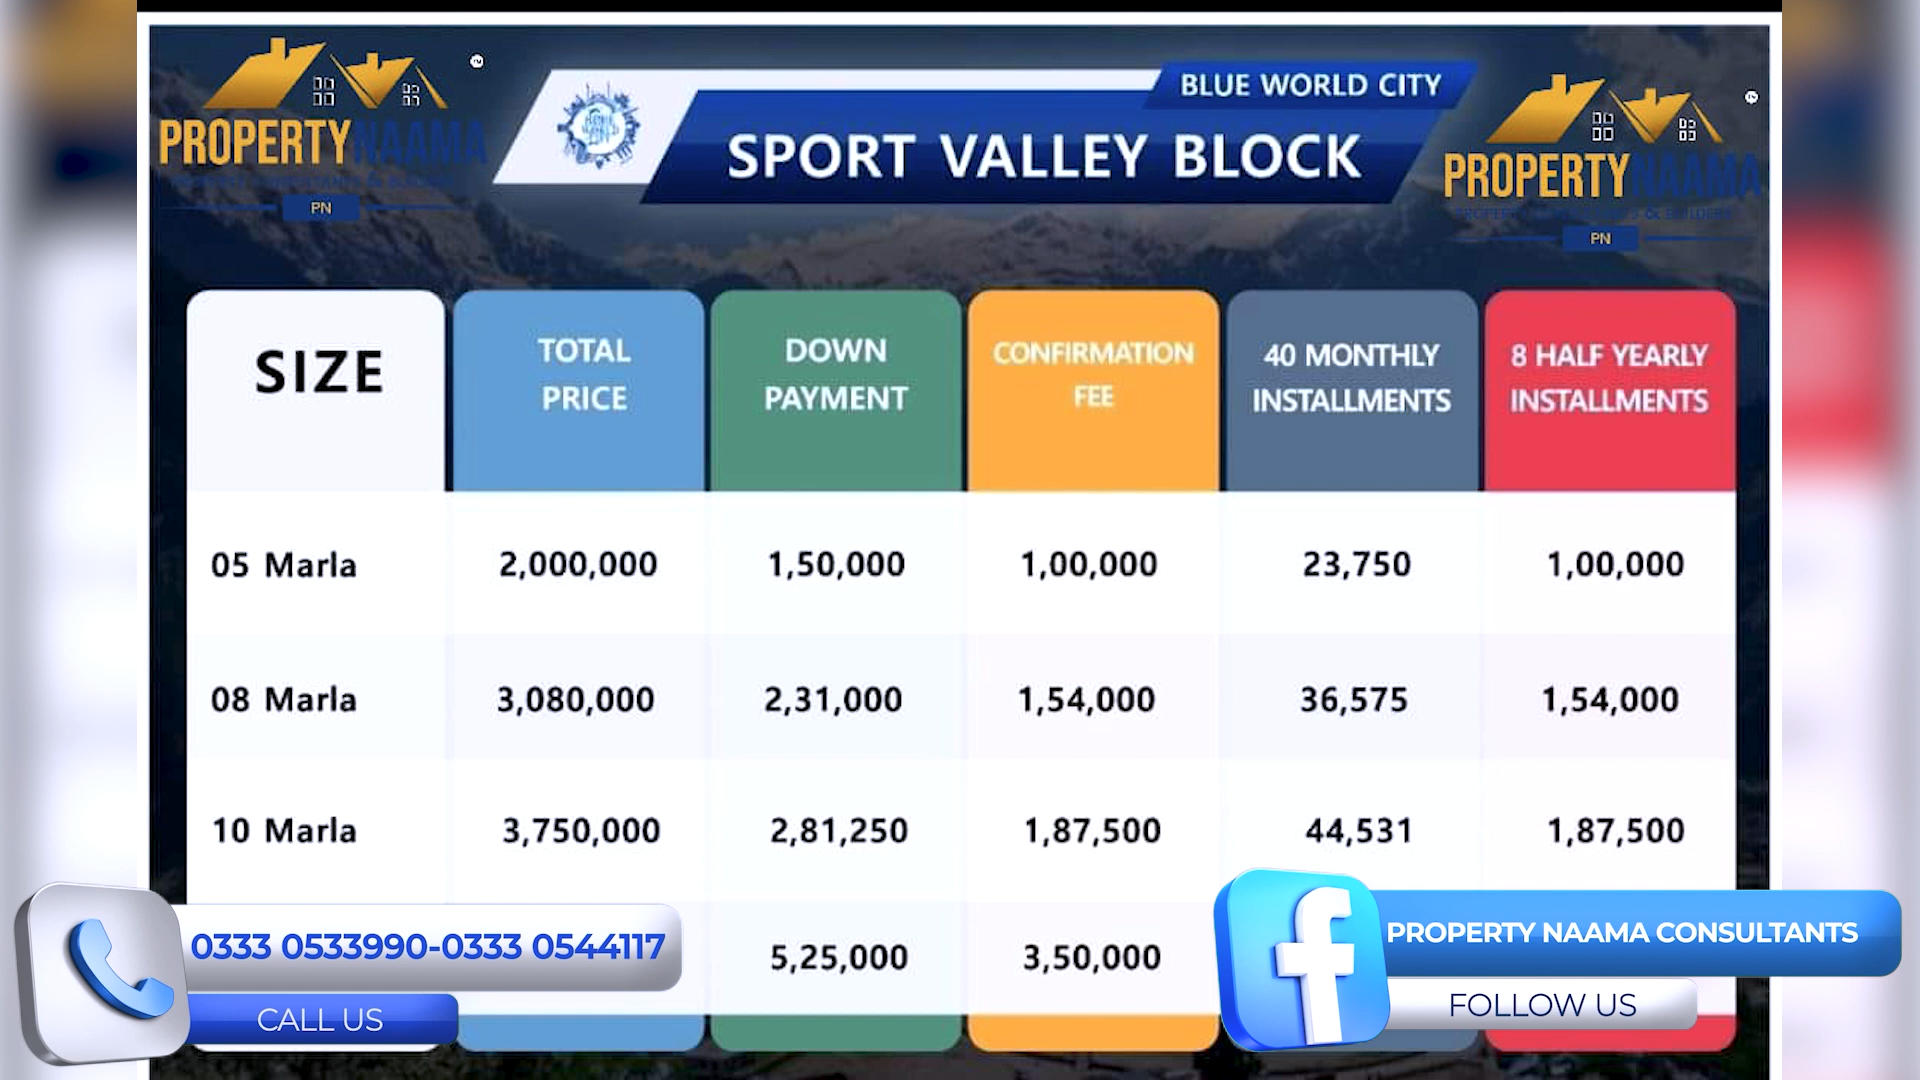 PROPERTY NAAMA
PN
BLUE WORLD CITY
SPORT VALLEY BLOCK
PROPERTY NAAMA
PN
SIZE
TOTAL PRICE
DOWN PAYMENT
CONFIRMATION FEE
40 MONTHLY INSTALLMENTS
8 HALF YEARLY INSTALLMENTS
05 Marla 2,000,000 1,50,000 1,00,000 23,750 1,00,000
08 Marla 3,080,000 2,31,000 1,54,000 36,575 1,54,000
10 Marla 3,750,000 2,81,250 1,87,500 44,531 1,87,500
5,25,000 3,50,000
0333 0533990-0333 0544117
CALL US
PROPERTY NAAMA CONSULTANTS
FOLLOW US